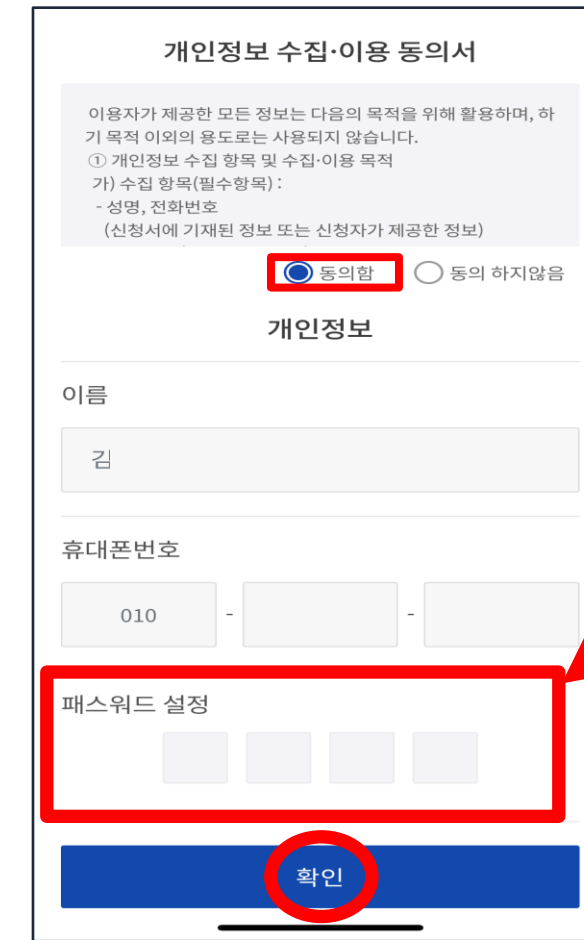 개인정보 수집·이용 동의서
이용자가 제공한 모든 정보는 다음의 목적을 위해 활용하며, 하
기 목적 이외의 용도로는 사용되지 않습니다.
① 개인정보 수집 항목 및 수집·이용 목적
가) 수집 항목(필수항목) :
- 성명, 전화번호
(신청서에 기재된 정보 또는 신청자가 제공한 정보)
동의함 동의 하지않음
개인정보
이름
김
휴대폰번호
010 - -
패스워드 설정
확인